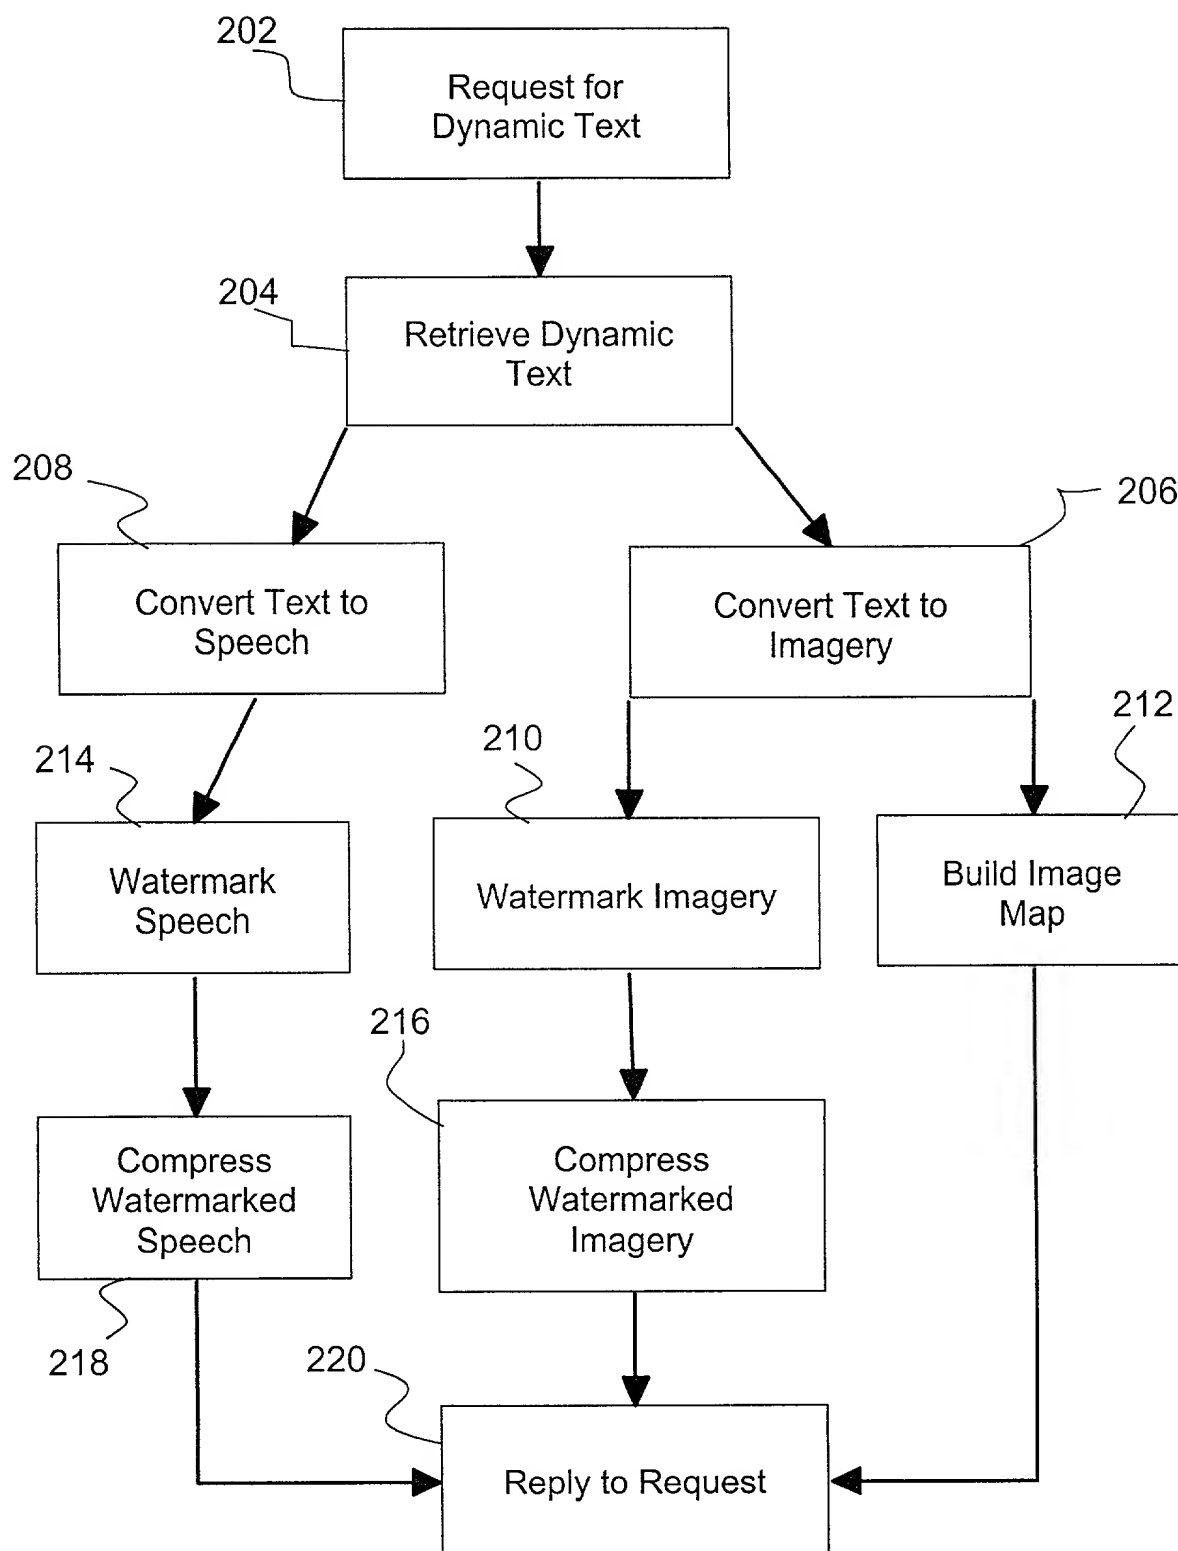 202
Request for
Dynamic Text
204
Retrieve Dynamic
Text
208
206
Convert Text to
Speech
Convert Text to
Imagery
214
210
212
Watermark
Speech
Watermark Imagery
Build Image
Map
216
Compress
Watermarked
Speech
Compress
Watermarked
Imagery
218
220
Reply to Request